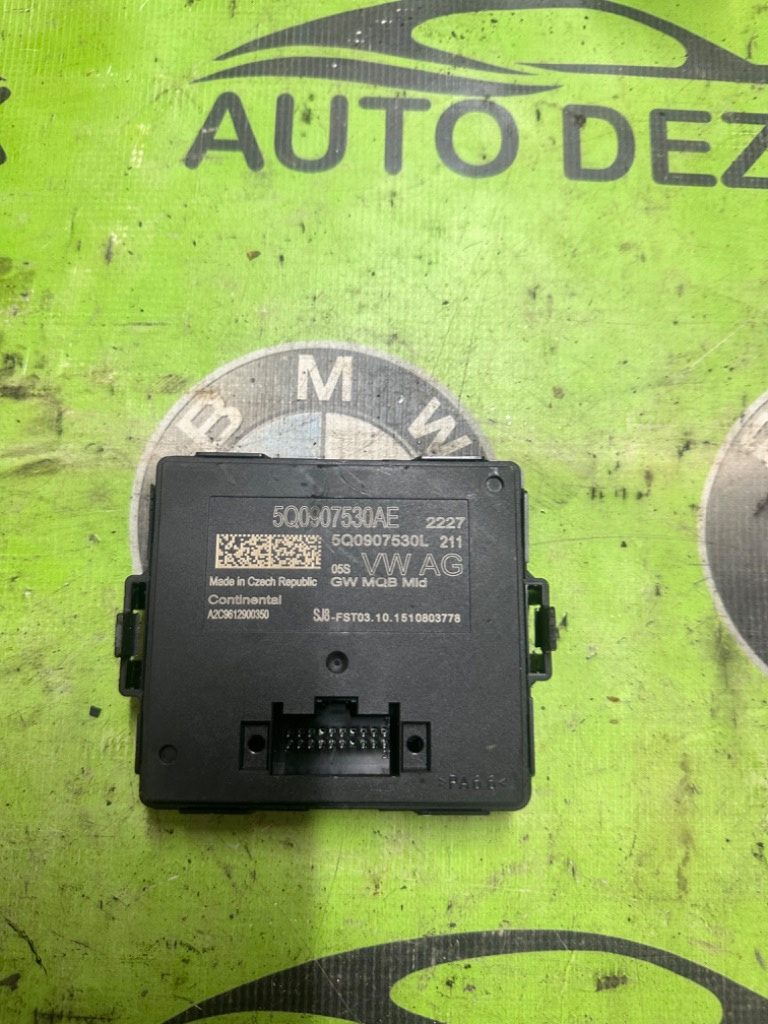 AUTO DEZ
B M W
5Q0907530AE 2227
5Q0907530L 211
05S VW AG
Made in Czech Republic GW MQB Mid
Continental
A2C9612900350 SJ8-FST03.10.1510803778
>PA66<